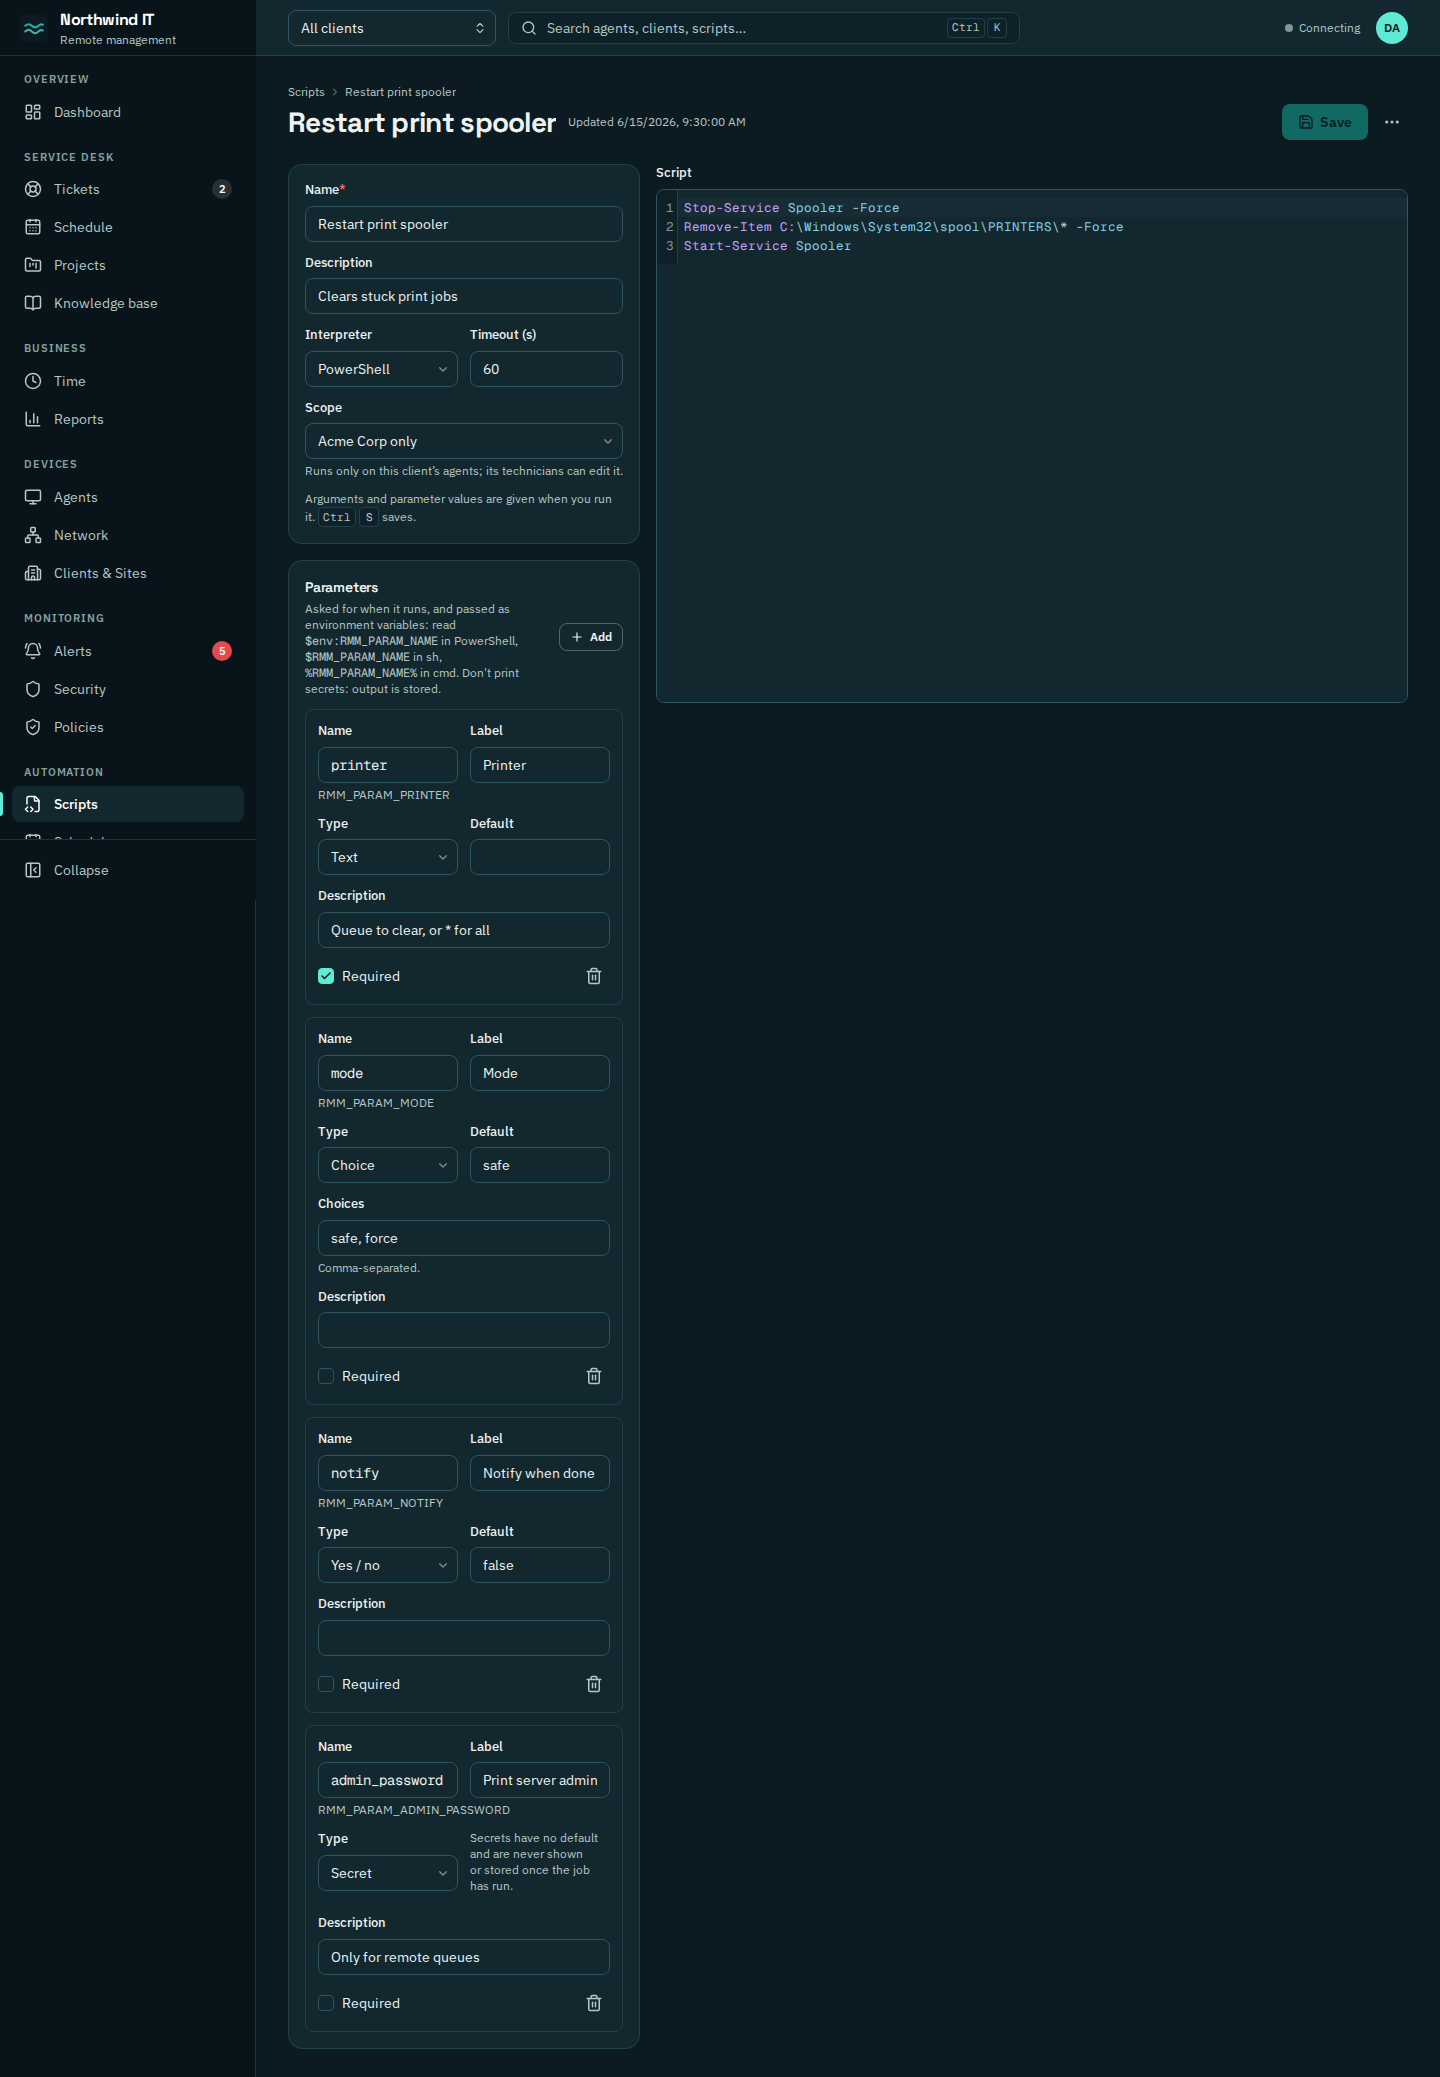 Northwind IT
Remote management
All clients
Search agents, clients, scripts...
Ctrl K
Connecting
DA
OVERVIEW
Dashboard
SERVICE DESK
Tickets 2
Schedule
Projects
Knowledge base
BUSINESS
Time
Reports
DEVICES
Agents
Network
Clients & Sites
MONITORING
Alerts 5
Security
Policies
AUTOMATION
Scripts
Collapse
Scripts > Restart print spooler
Restart print spooler
Updated 6/15/2026, 9:30:00 AM
Save
Name*
Restart print spooler
Description
Clears stuck print jobs
Interpreter Timeout (s)
PowerShell 60
Scope
Acme Corp only
Runs only on this client's agents; its technicians can edit it.
Arguments and parameter values are given when you run
it. Ctrl S saves.
Script
1 Stop-Service Spooler -Force
2 Remove-Item C:\Windows\System32\spool\PRINTERS\* -Force
3 Start-Service Spooler
Parameters
Asked for when it runs, and passed as
environment variables: read
$env:RMM_PARAM_NAME in PowerShell,
$RMM_PARAM_NAME in sh,
%RMM_PARAM_NAME% in cmd. Don't print
secrets: output is stored.
Add
Name Label
printer Printer
RMM_PARAM_PRINTER
Type Default
Text
Description
Queue to clear, or * for all
Required
Name Label
mode Mode
RMM_PARAM_MODE
Type Default
Choice safe
Choices
safe, force
Comma-separated.
Description
Required
Name Label
notify Notify when done
RMM_PARAM_NOTIFY
Type Default
Yes / no false
Description
Required
Name Label
admin_password Print server admin
RMM_PARAM_ADMIN_PASSWORD
Type
Secret
Secrets have no default
and are never shown
or stored once the job
has run.
Description
Only for remote queues
Required